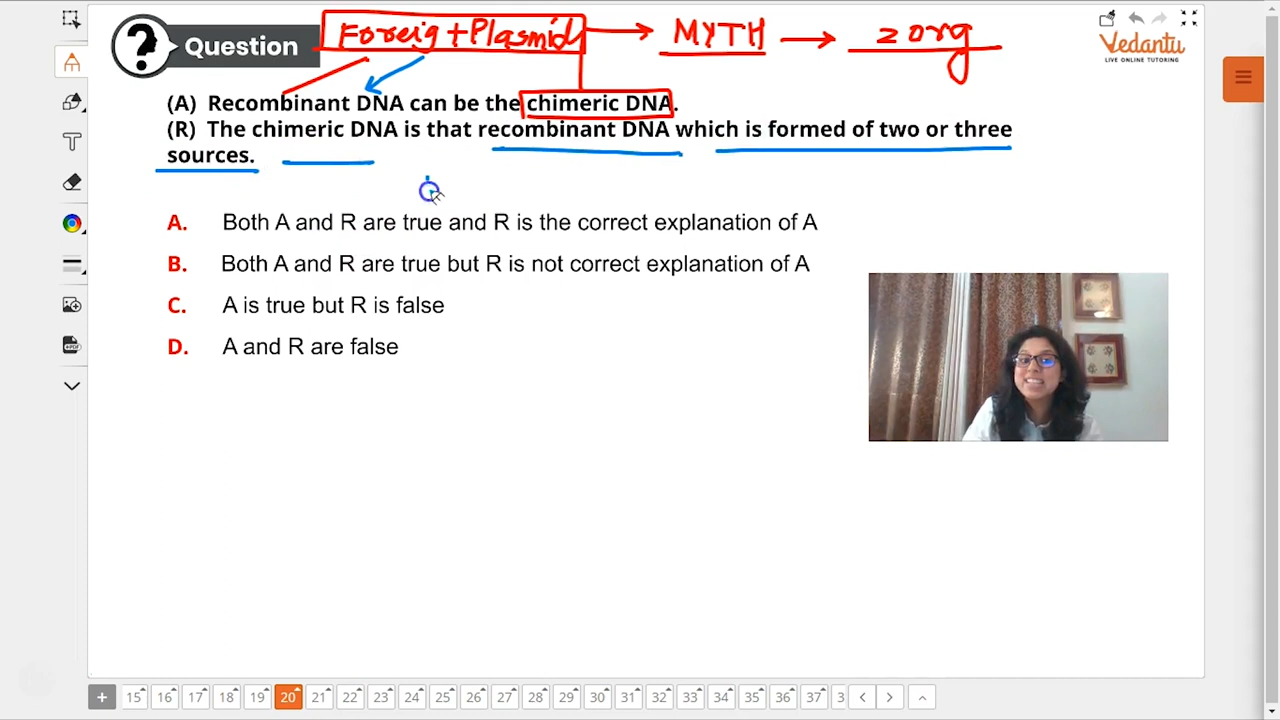 Question
Foreig + Plasmid → MYTH → 2 org
Vedantu
LIVE ONLINE TUTORING
(A) Recombinant DNA can be the chimeric DNA.
(R) The chimeric DNA is that recombinant DNA which is formed of two or three
sources.
A. Both A and R are true and R is the correct explanation of A
B. Both A and R are true but R is not correct explanation of A
C. A is true but R is false
D. A and R are false
15 16 17 18 19 20 21 22 23 24 25 26 27 28 29 30 31 32 33 34 35 36 37 3